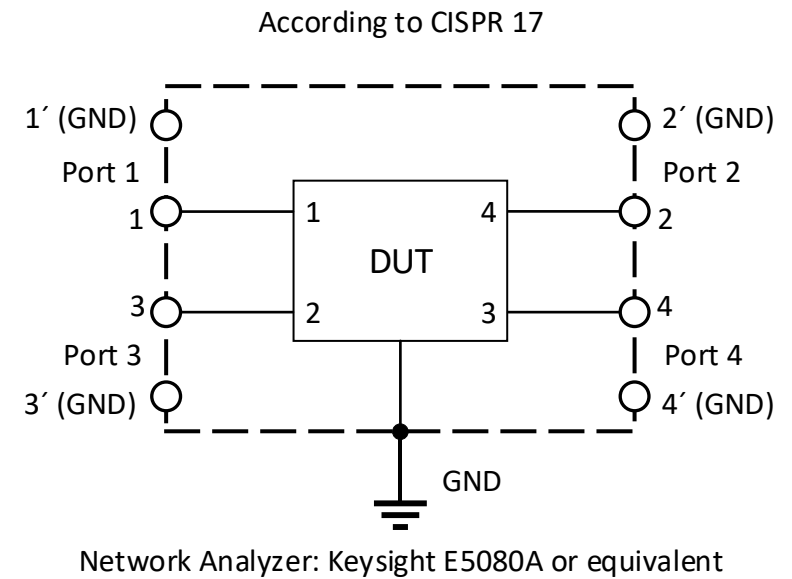 According to CISPR 17
1´ (GND)
2´ (GND)
Port 1
Port 2
1
1
4
2
DUT
3
2
3
4
Port 3
Port 4
3´ (GND)
4´ (GND)
GND
Network Analyzer: Keysight E5080A or equivalent